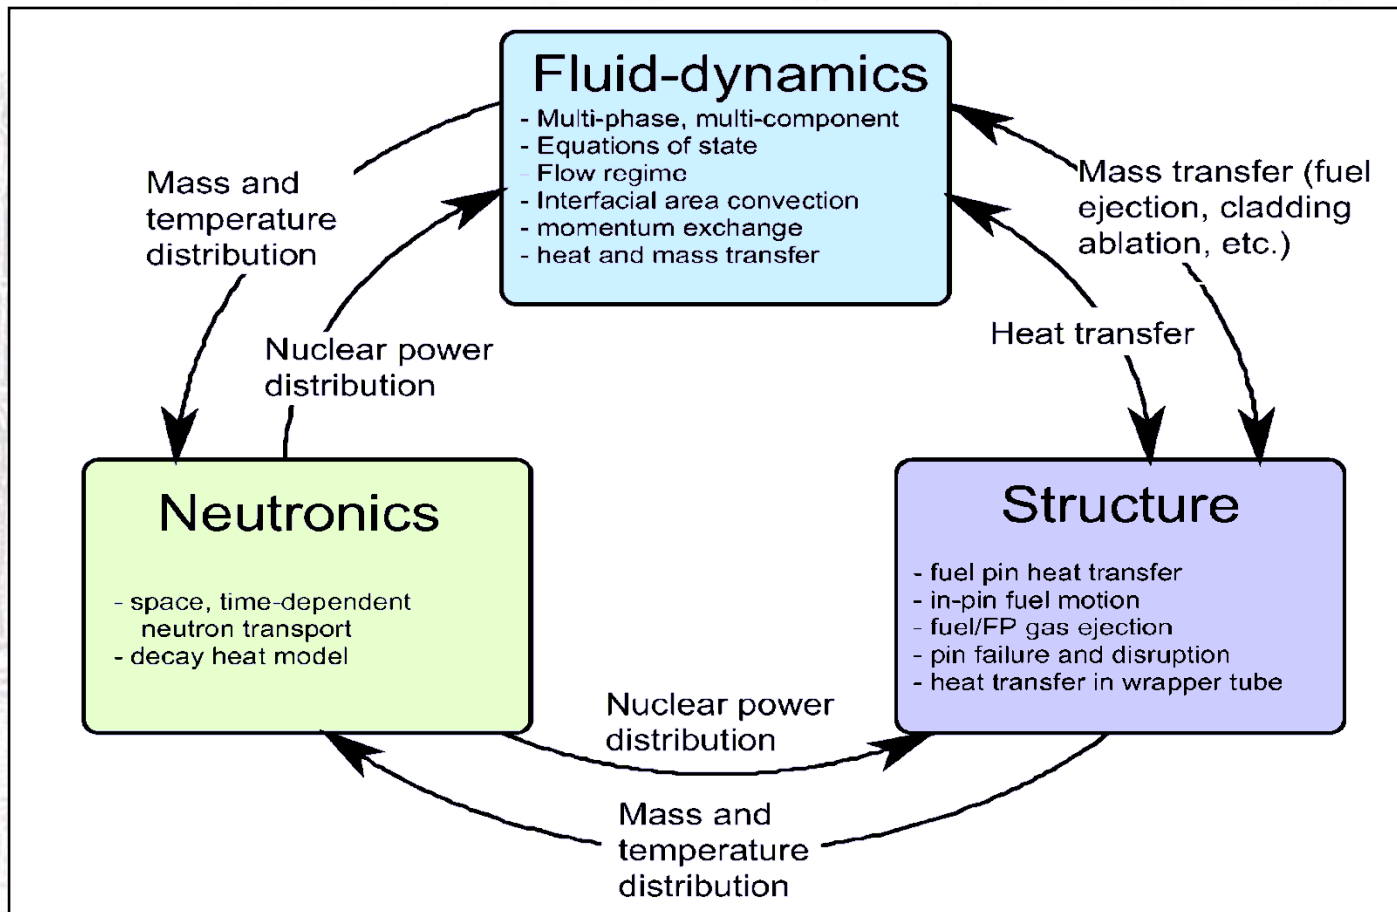 Fluid-dynamics
- Multi-phase, multi-component
- Equations of state
- Flow regime
- Interfacial area convection
- momentum exchange
- heat and mass transfer
Mass and
temperature
distribution
Nuclear power
distribution
Mass transfer (fuel
ejection, cladding
ablation, etc.)
Heat transfer
Neutronics
- space, time-dependent
neutron transport
- decay heat model
Structure
- fuel pin heat transfer
- in-pin fuel motion
- fuel/FP gas ejection
- pin failure and disruption
- heat transfer in wrapper tube
Nuclear power
distribution
Mass and
temperature
distribution